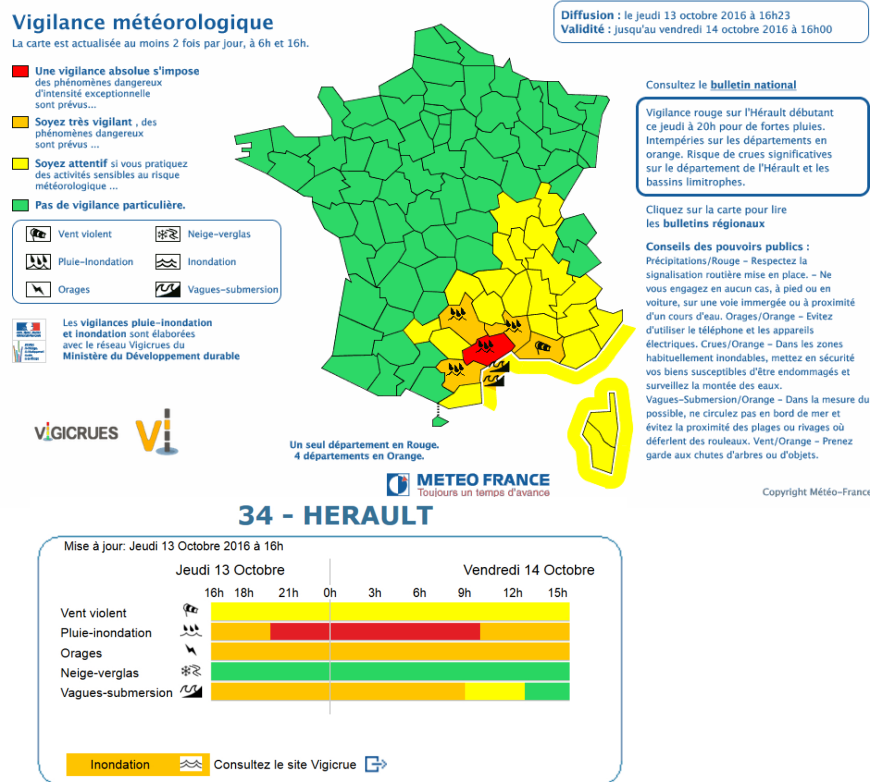 Vigilance météorologique
La carte est actualisée au moins 2 fois par jour, à 6h et 16h.
Diffusion : le jeudi 13 octobre 2016 à 16h23
Validité : jusqu'au vendredi 14 octobre 2016 à 16h00
Une vigilance absolue s'impose
des phénomènes dangereux
d'intensité exceptionnelle
sont prévus...
Soyez très vigilant , des
phénomènes dangereux
sont prévus ...
Soyez attentif si vous pratiquez
des activités sensibles au risque
météorologique ...
Pas de vigilance particulière.
Vent violent
Neige-verglas
Pluie-Inondation
Inondation
Orages
Vagues-submersion
Les vigilances pluie-inondation
et inondation sont élaborées
avec le réseau Vigicrues du
Ministère du Développement durable
VIGICRUES
Vi
Un seul département en Rouge.
4 départements en Orange.
METEO FRANCE
Toujours un temps d'avance
Consultez le bulletin national
Vigilance rouge sur l'Hérault débutant
ce jeudi à 20h pour de fortes pluies.
Intempéries sur les départements en
orange. Risque de crues significatives
sur le département de l'Hérault et les
bassins limitrophes.
Cliquez sur la carte pour lire
les bulletins régionaux
Conseils des pouvoirs publics :
Précipitations/Rouge – Respectez la
signalisation routière mise en place. – Ne
vous engagez en aucun cas, à pied ou en
voiture, sur une voie immergée ou à proximité
d'un cours d'eau. Orages/Orange – Evitez
d'utiliser le téléphone et les appareils
électriques. Crues/Orange – Dans les zones
habituellement inondables, mettez en sécurité
vos biens susceptibles d'être endommagés et
surveillez la montée des eaux.
Vagues-Submersion/Orange – Dans la mesure du
possible, ne circulez pas en bord de mer et
évitez la proximité des plages ou rivages où
déferlent des rouleaux. Vent/Orange – Prenez
garde aux chutes d'arbres ou d'objets.
Copyright Météo-France
34 - HERAULT
Mise à jour: Jeudi 13 Octobre 2016 à 16h
Jeudi 13 Octobre Vendredi 14 Octobre
16h 18h 21h 0h 3h 6h 9h 12h 15h
Vent violent
Pluie-inondation
Orages
Neige-verglas
Vagues-submersion
Inondation Consultez le site Vigicrue